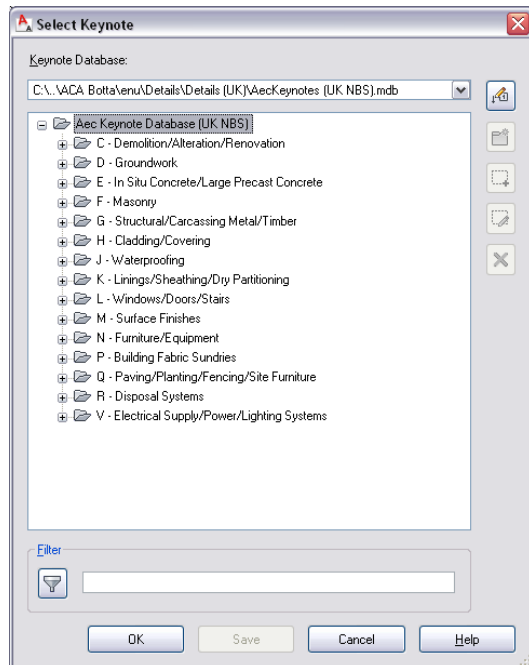 Select Keynote
Keynote Database:
C:\..\ACA Botta\enu\Details\Details (UK)\AecKeynotes (UK NBS).mdb
Aec Keynote Database (UK NBS)
C - Demolition/Alteration/Renovation
D - Groundwork
E - In Situ Concrete/Large Precast Concrete
F - Masonry
G - Structural/Carcassing Metal/Timber
H - Cladding/Covering
J - Waterproofing
K - Linings/Sheathing/Dry Partitioning
L - Windows/Doors/Stairs
M - Surface Finishes
N - Furniture/Equipment
P - Building Fabric Sundries
Q - Paving/Planting/Fencing/Site Furniture
R - Disposal Systems
V - Electrical Supply/Power/Lighting Systems
Filter
OK Save Cancel Help